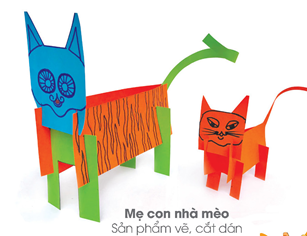 Mẹ con nhà mèo
Sản phẩm vẽ, cắt dán